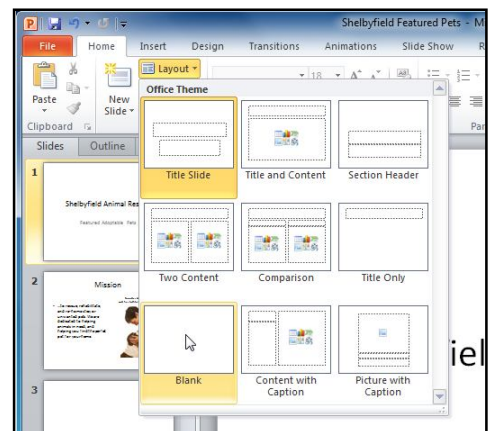 P
Shelbyfield Featured Pets - M
File Home Insert Design Transitions Animations Slide Show R
Layout
18
Paste
New
Slide
Clipboard
Par
Slides Outline
Office Theme
Title Slide Title and Content Section Header
Two Content Comparison Title Only
Blank Content with Caption Picture with Caption
1
Shelbyfield Animal Res
Featured Adoptable Pets
2
Mission
3
iel